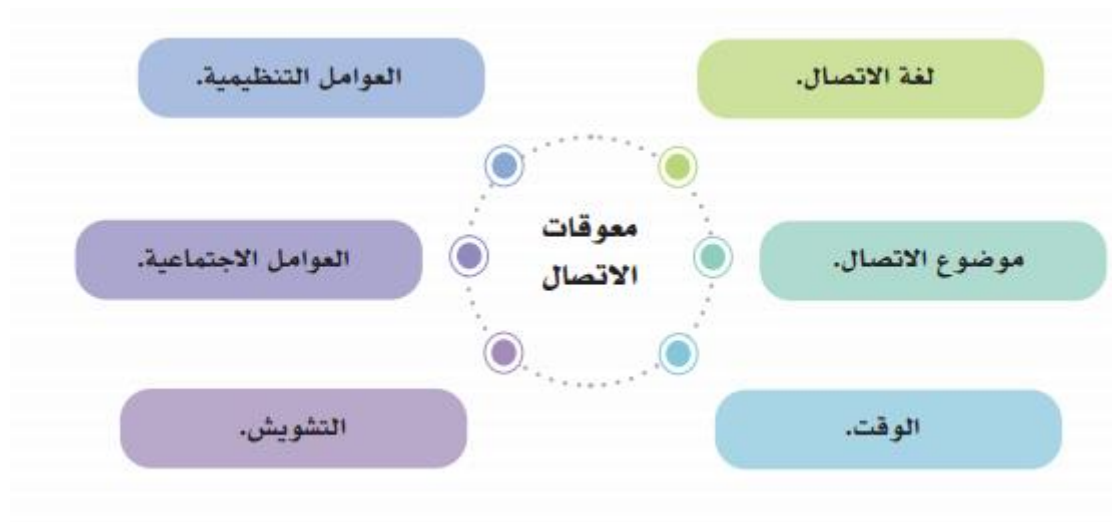 معوقات
الاتصال
لغة الاتصال.
موضوع الاتصال.
الوقت.
العوامل التنظيمية.
العوامل الاجتماعية.
التشويش.